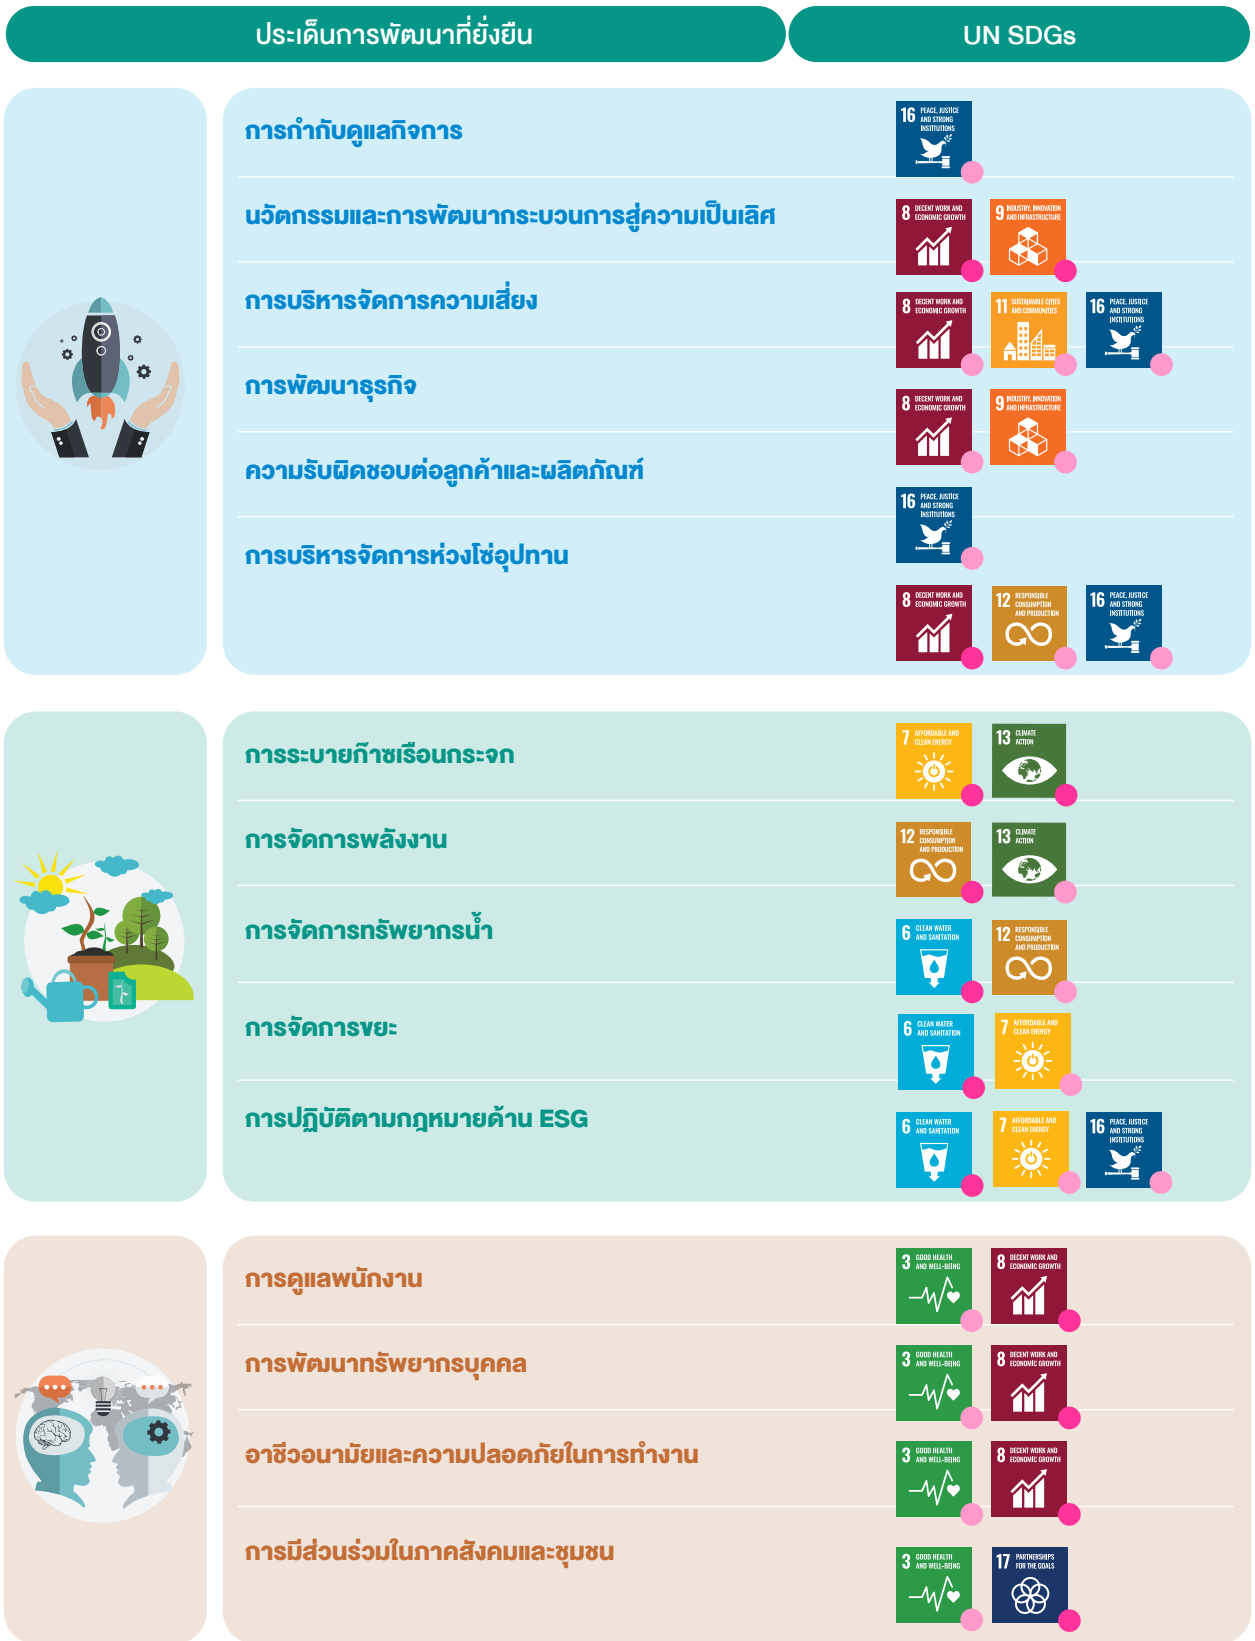 ประเด็นการพัฒนาที่ยั่งยืน
UN SDGs
การกำกับดูแลกิจการ
16 PEACE, JUSTICE
AND STRONG
INSTITUTIONS
นวัตกรรมและการพัฒนากระบวนการสู่ความเป็นเลิศ
8 DECENT WORK AND
ECONOMIC GROWTH
9 INDUSTRY, INNOVATION
AND INFRASTRUCTURE
การบริหารจัดการความเสี่ยง
8 DECENT WORK AND
ECONOMIC GROWTH
11 SUSTAINABLE CITIES
AND COMMUNITIES
16 PEACE, JUSTICE
AND STRONG
INSTITUTIONS
การพัฒนาธุรกิจ
8 DECENT WORK AND
ECONOMIC GROWTH
9 INDUSTRY, INNOVATION
AND INFRASTRUCTURE
ความรับผิดชอบต่อลูกค้าและผลิตภัณฑ์
16 PEACE, JUSTICE
AND STRONG
INSTITUTIONS
การบริหารจัดการห่วงโซ่อุปทาน
8 DECENT WORK AND
ECONOMIC GROWTH
12 RESPONSIBLE
CONSUMPTION
AND PRODUCTION
16 PEACE, JUSTICE
AND STRONG
INSTITUTIONS
การระบายก๊าซเรือนกระจก
7 AFFORDABLE AND
CLEAN ENERGY
13 CLIMATE
ACTION
การจัดการพลังงาน
12 RESPONSIBLE
CONSUMPTION
AND PRODUCTION
13 CLIMATE
ACTION
การจัดการทรัพยากรน้ำ
6 CLEAN WATER
AND SANITATION
12 RESPONSIBLE
CONSUMPTION
AND PRODUCTION
การจัดการขยะ
6 CLEAN WATER
AND SANITATION
7 AFFORDABLE AND
CLEAN ENERGY
การปฏิบัติตามกฎหมายด้าน ESG
6 CLEAN WATER
AND SANITATION
7 AFFORDABLE AND
CLEAN ENERGY
16 PEACE, JUSTICE
AND STRONG
INSTITUTIONS
การดูแลพนักงาน
3 GOOD HEALTH
AND WELL-BEING
8 DECENT WORK AND
ECONOMIC GROWTH
การพัฒนาทรัพยากรบุคคล
3 GOOD HEALTH
AND WELL-BEING
8 DECENT WORK AND
ECONOMIC GROWTH
อาชีวอนามัยและความปลอดภัยในการทำงาน
3 GOOD HEALTH
AND WELL-BEING
8 DECENT WORK AND
ECONOMIC GROWTH
การมีส่วนร่วมในภาคสังคมและชุมชน
3 GOOD HEALTH
AND WELL-BEING
17 PARTNERSHIPS
FOR THE GOALS